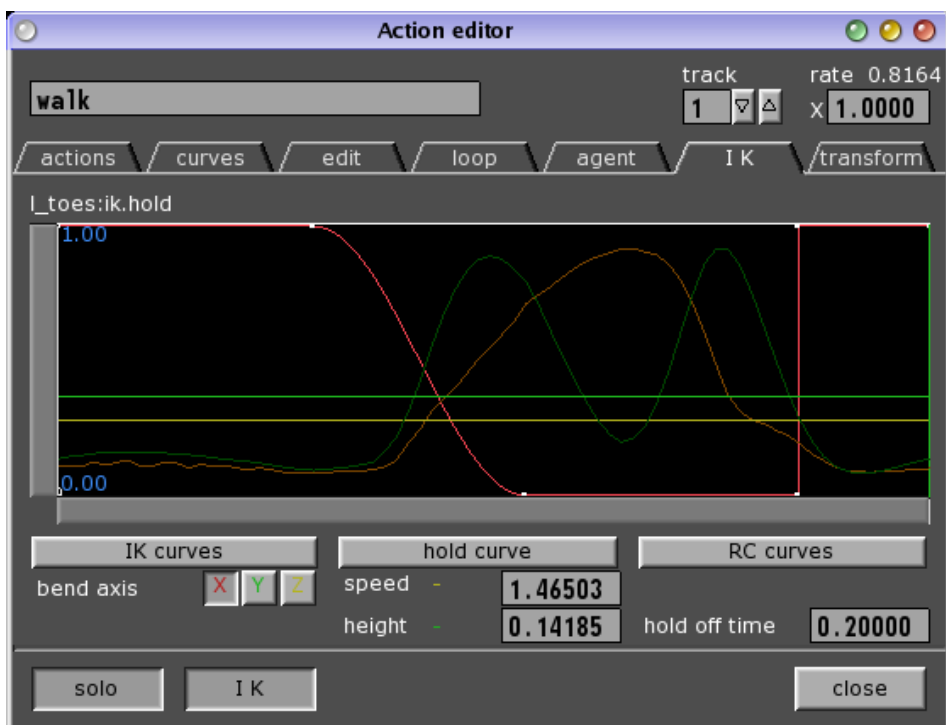 Action editor
track rate 0.8164
walk 1 X 1.0000
actions curves edit loop agent I K transform
l_toes:ik.hold
1.00
0.00
IK curves hold curve RC curves
bend axis X Y Z speed - 1.46503
height - 0.14185 hold off time 0.20000
solo I K close